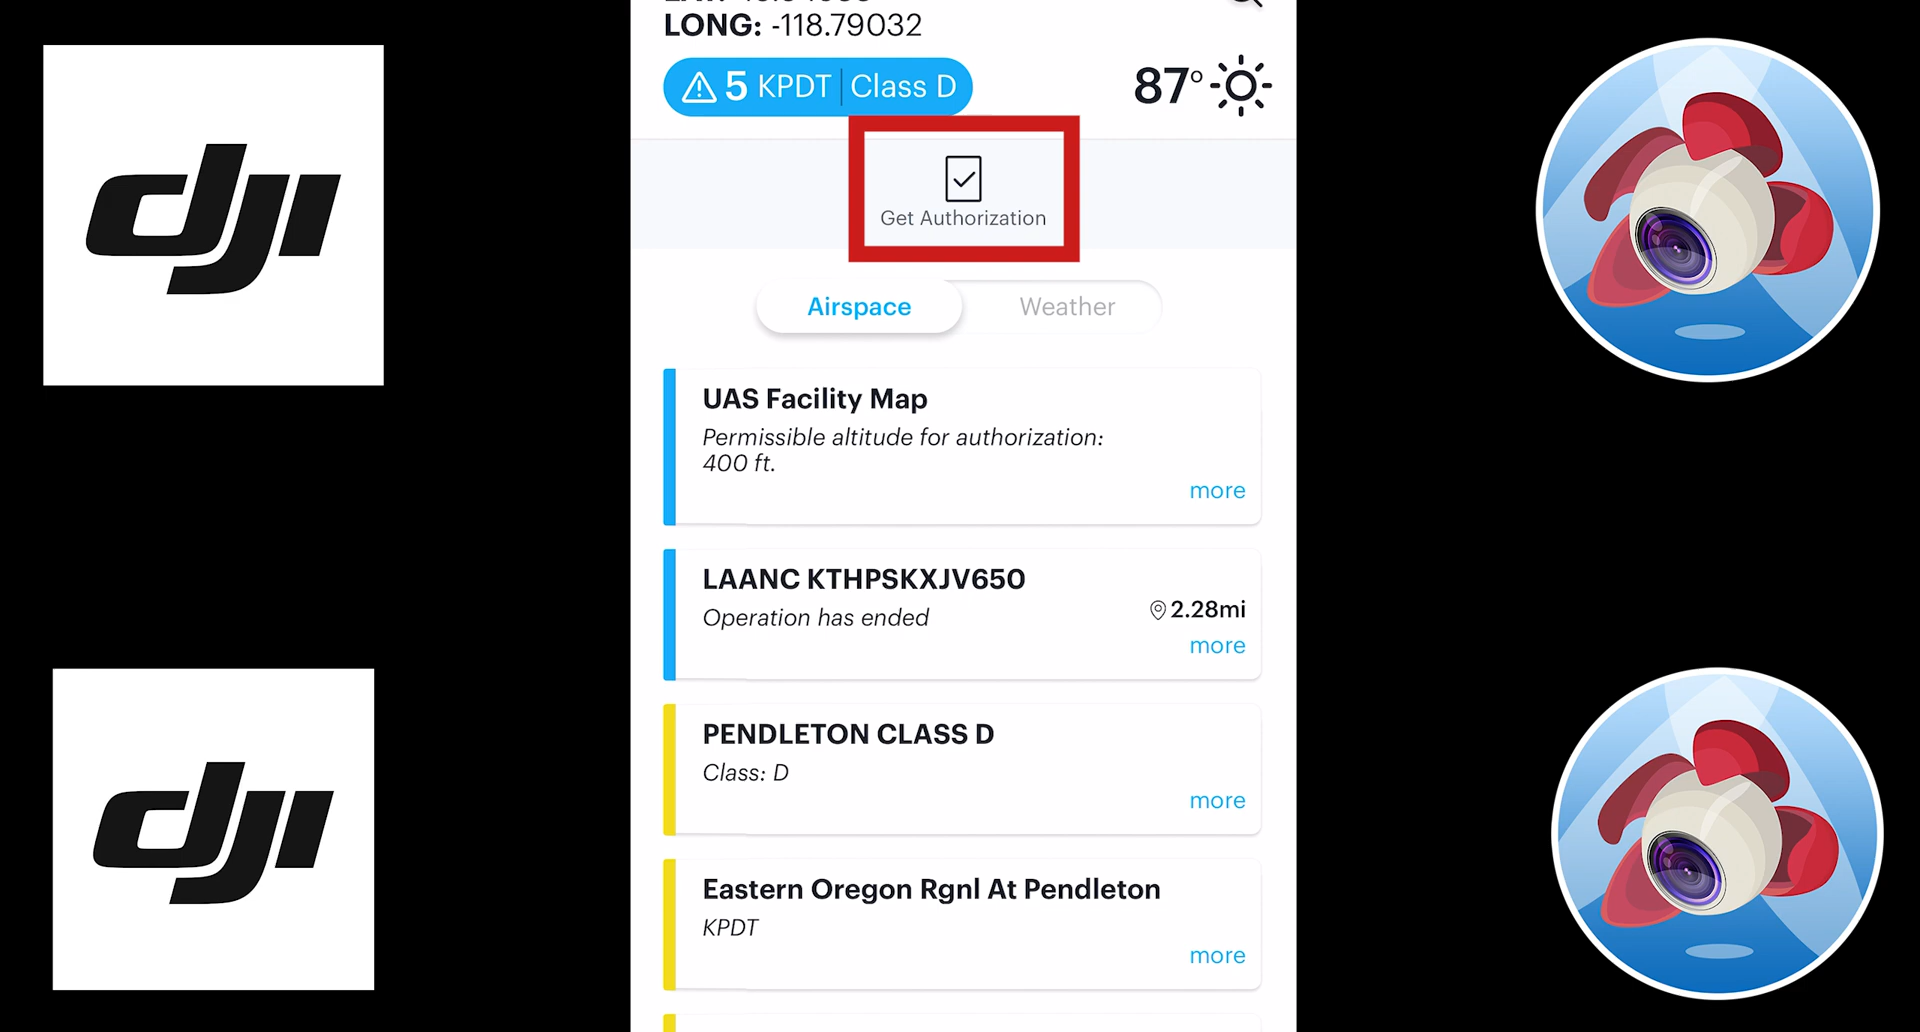 LONG: -118.79032
5 KPDT | Class D
87°
Get Authorization
Airspace
Weather
UAS Facility Map
Permissible altitude for authorization:
400 ft.
more
LAANC KTHPSKXJV650
Operation has ended
2.28mi
more
PENDLETON CLASS D
Class: D
more
Eastern Oregon Rgnl At Pendleton
KPDT
more
dji
dji